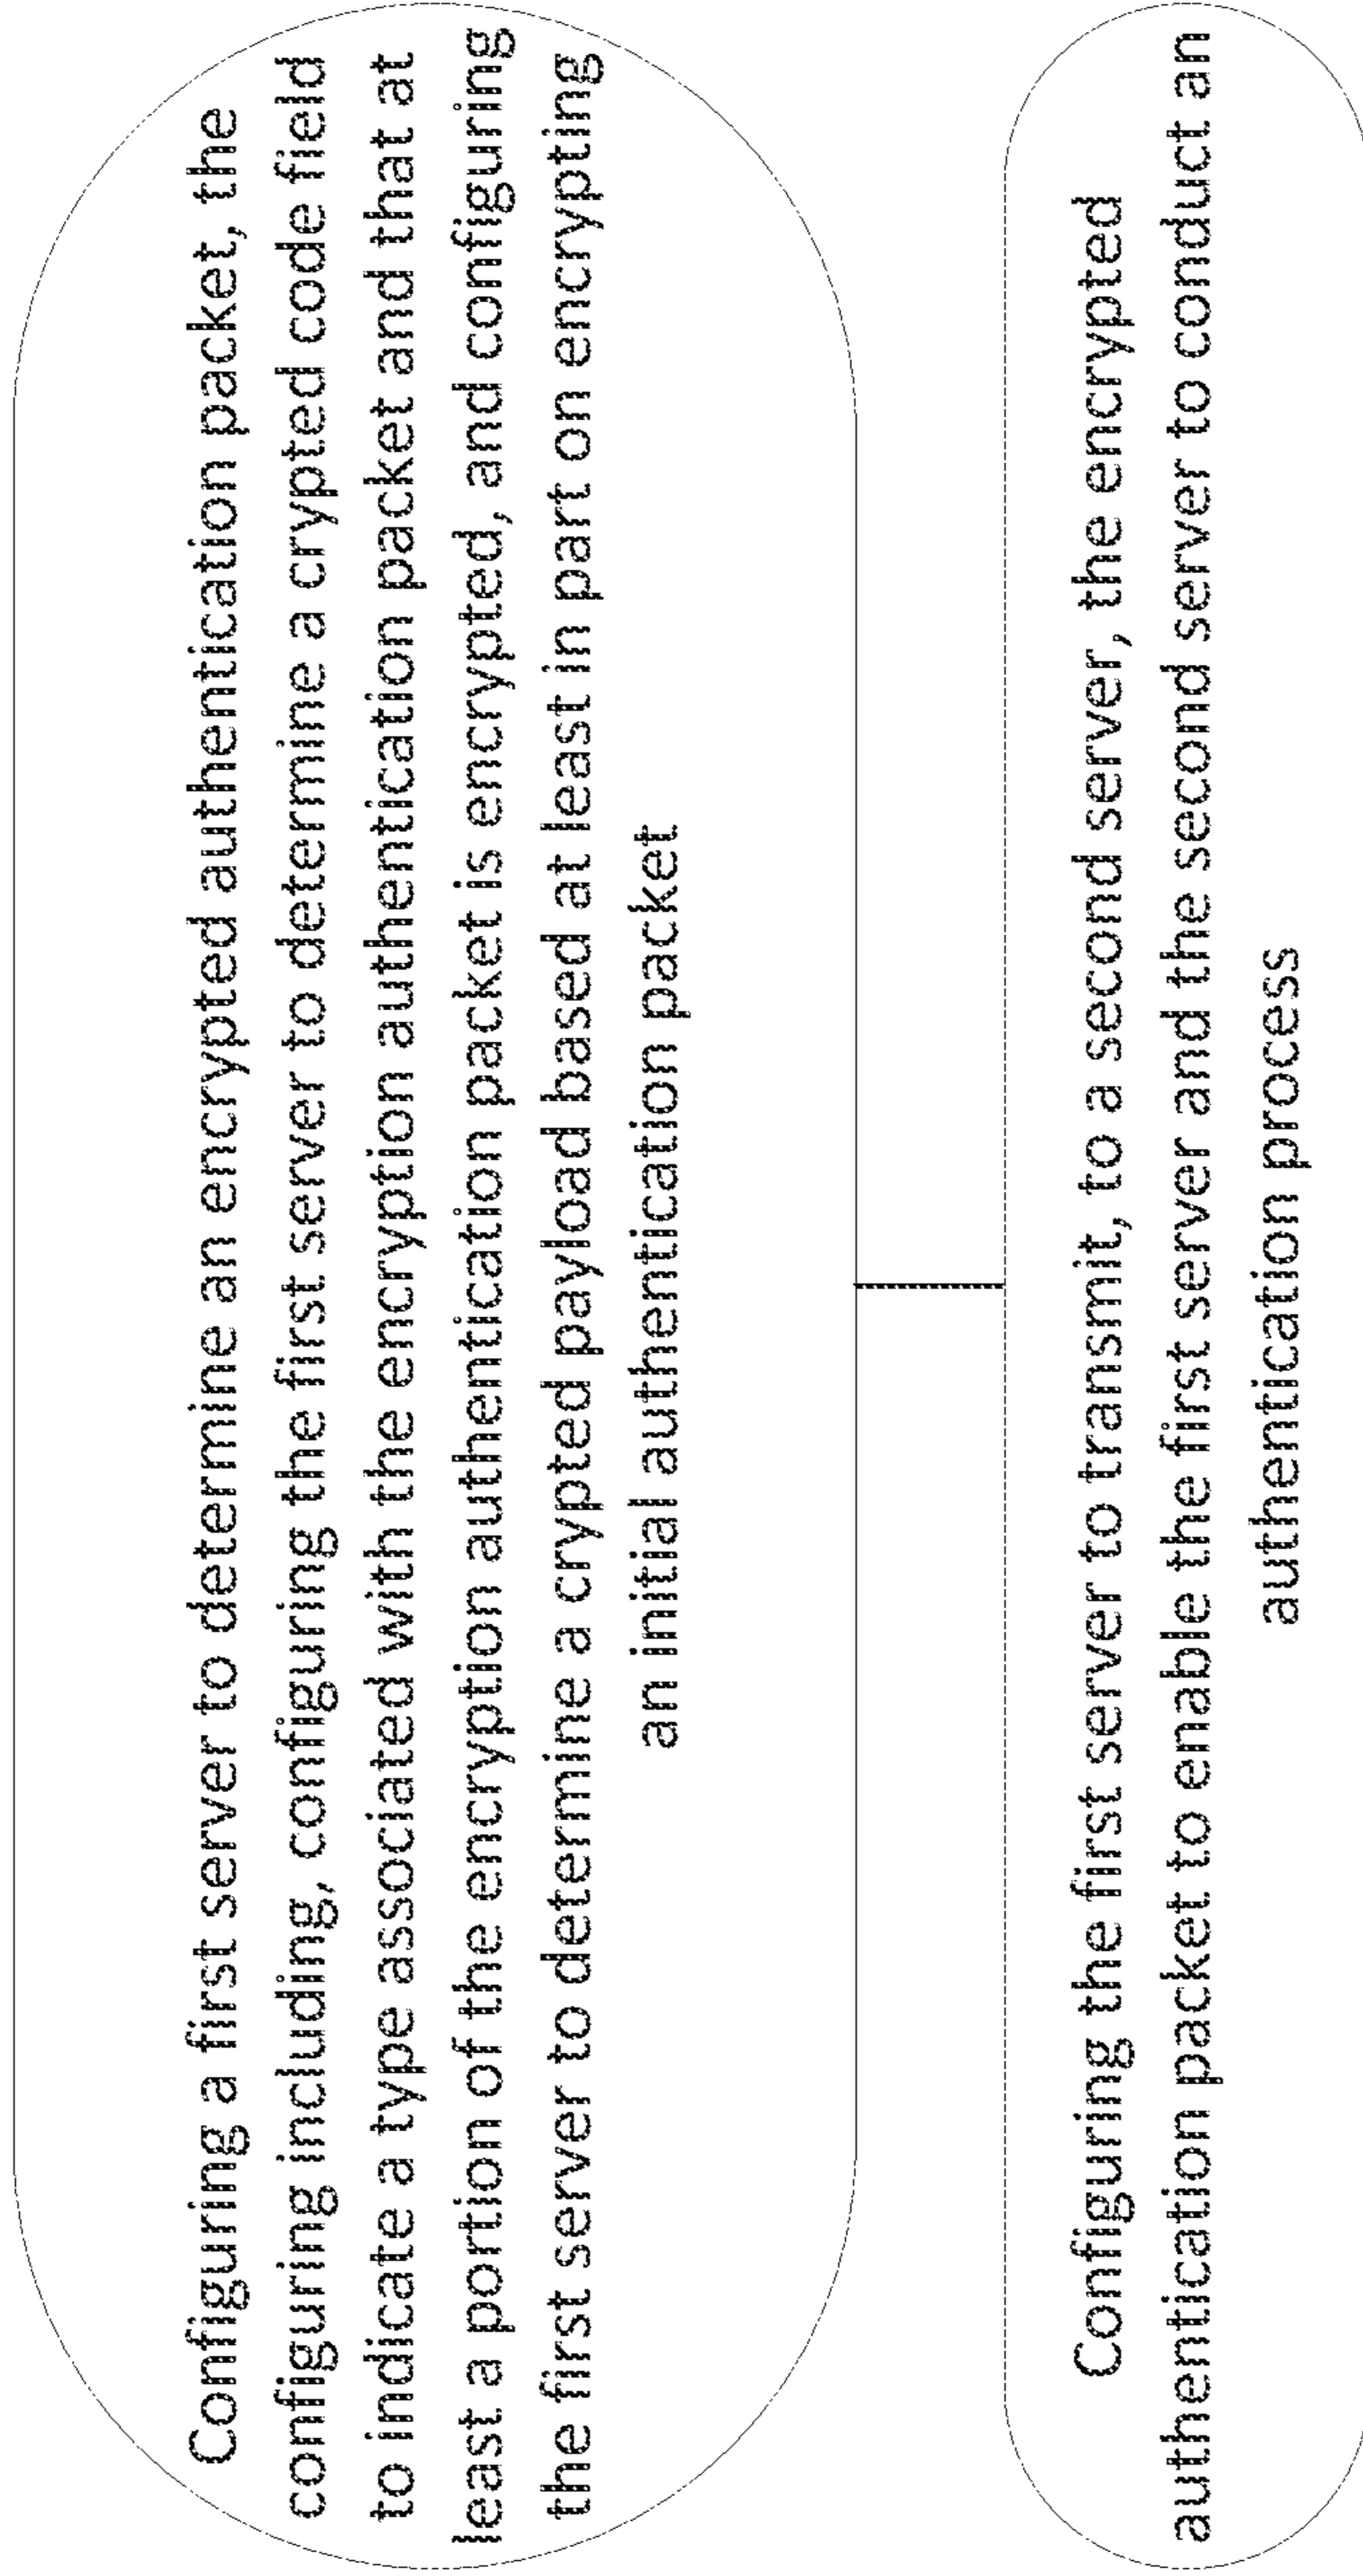 Configuring a first server to determine an encrypted authentication packet, the
configuring including, configuring the first server to determine a crypted code field
to indicate a type associated with the encryption authentication packet and that at
least a portion of the encryption authentication packet is encrypted, and configuring
the first server to determine a crypted payload based at least in part on encrypting
an initial authentication packet
Configuring the first server to transmit, to a second server, the encrypted
authentication packet to enable the first server and the second server to conduct an
authentication process